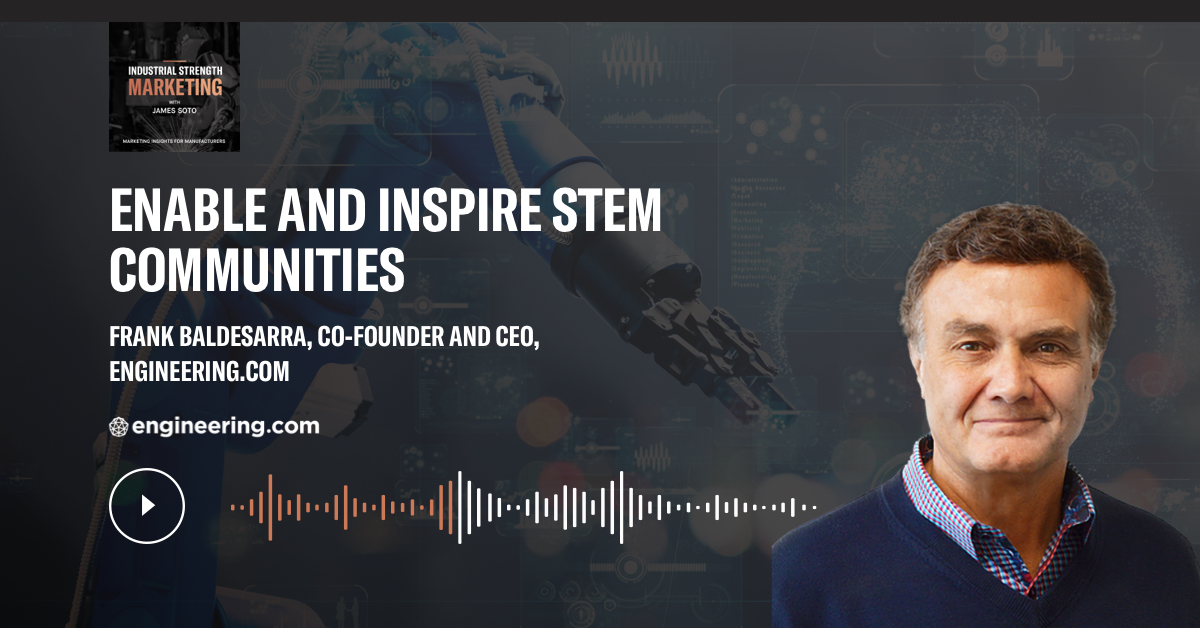 INDUSTRIAL STRENGTH
MARKETING
WITH
JAMES SOTO
MARKETING INSIGHTS FOR MANUFACTURERS
ENABLE AND INSPIRE STEM
COMMUNITIES
FRANK BALDESARRA, CO-FOUNDER AND CEO,
ENGINEERING.COM
engineering.com